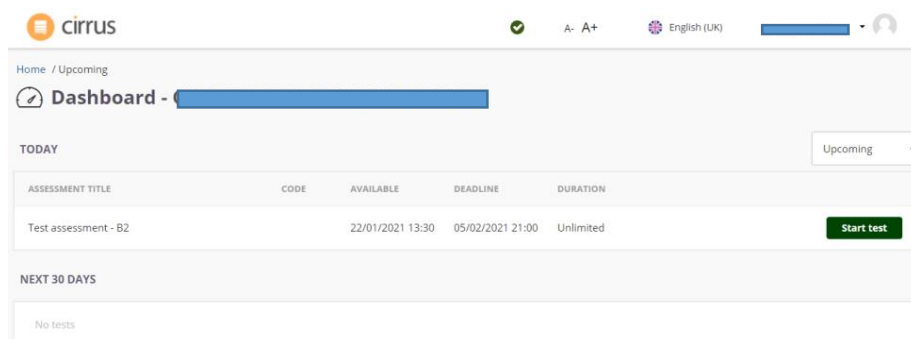 cirrus
A- A+ English (UK)
Home / Upcoming
Dashboard -
TODAY
Upcoming
ASSESSMENT TITLE CODE AVAILABLE DEADLINE DURATION
Test assessment - B2 22/01/2021 13:30 05/02/2021 21:00 Unlimited Start test
NEXT 30 DAYS
No tests